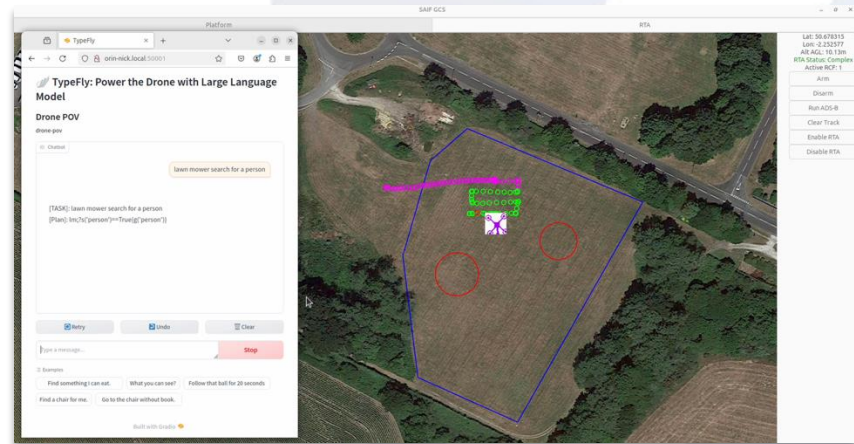 SAIF GCS
Platform
RTA
TypeFly
orin-nick.local:50001
TypeFly: Power the Drone with Large Language
Model
Drone POV
drone-pov
Chatbot
lawn mower search for a person
[TASK]: lawn mower search for a person
[Plan]: lm;?s('person')==True{g('person')}
Retry
Undo
Clear
Type a message...
Stop
Examples
Find something I can eat.
What you can see?
Follow that ball for 20 seconds
Find a chair for me.
Go to the chair without book.
Built with Gradio
Lat: 50.678315
Lon: -2.252577
Alt AGL: 10.13m
RTA Status: Complex
Active RCF: 1
Arm
Disarm
Run ADS-B
Clear Track
Enable RTA
Disable RTA